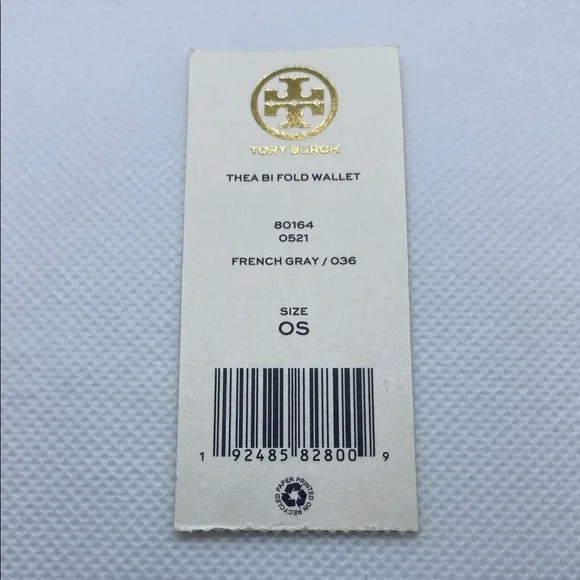 TORY BURCH
THEA BI FOLD WALLET
80164
0521
FRENCH GRAY / 036
SIZE
OS
1 92485 82800 9
PRINTED ON RECYCLED PAPER